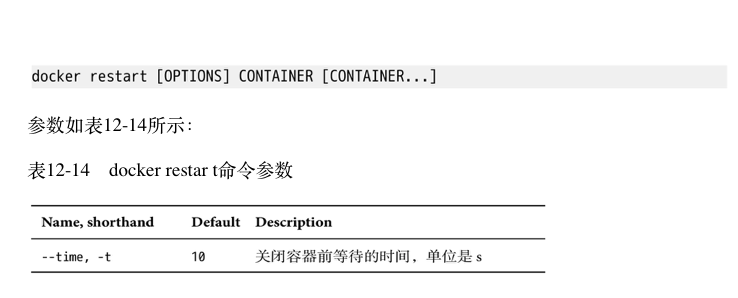 docker restart [OPTIONS] CONTAINER [CONTAINER...]
参数如表12-14所示：
表12-14 docker restar t命令参数
Name, shorthand Default Description
--time, -t 10 关闭容器前等待的时间，单位是 s